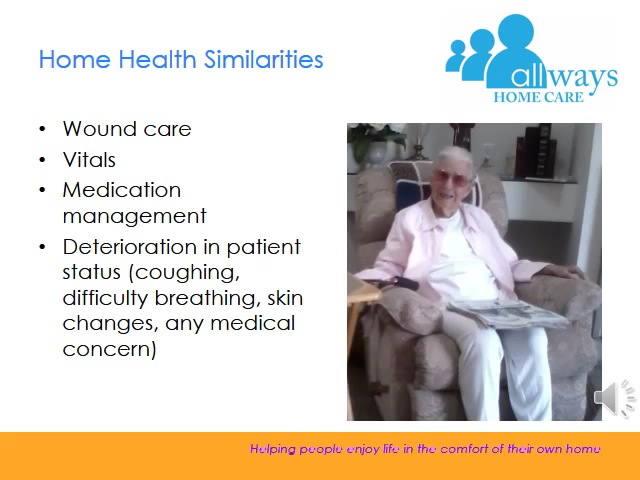 Home Health Similarities
allways
HOME CARE
• Wound care
• Vitals
• Medication
management
• Deterioration in patient
status (coughing,
difficulty breathing, skin
changes, any medical
concern)
Helping people enjoy life in the comfort of their own home